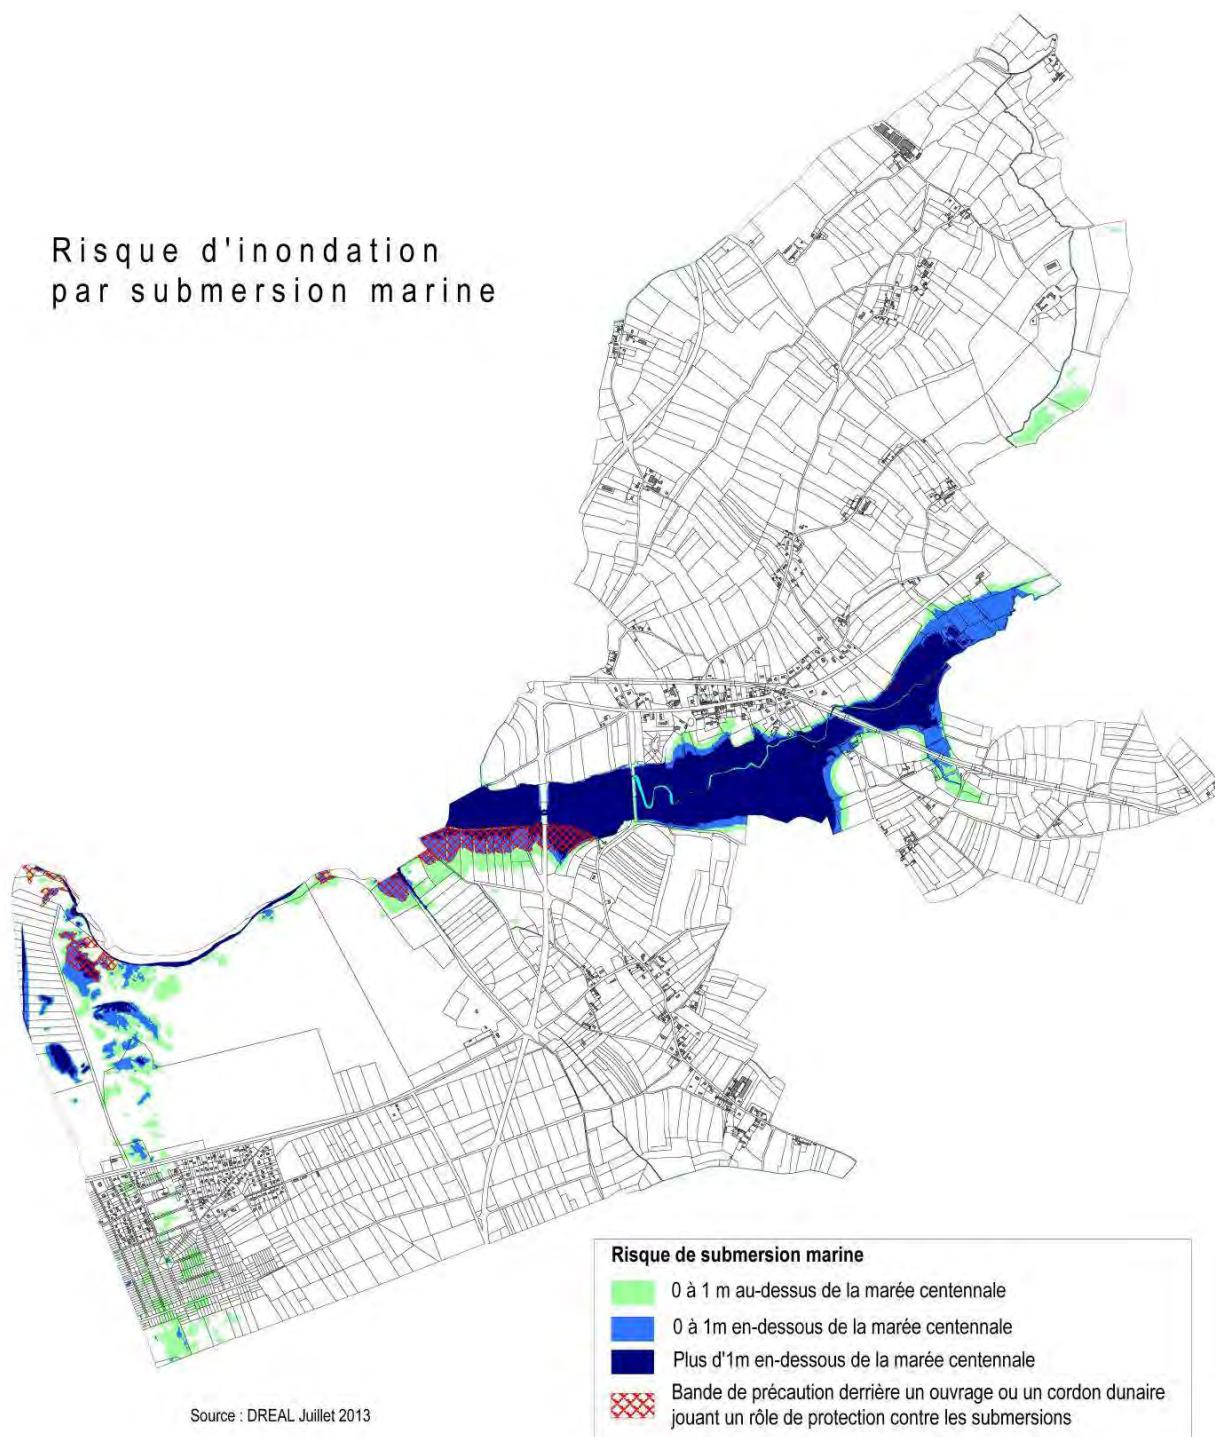 Risque d'inondation
par submersion marine
Risque de submersion marine
0 à 1 m au-dessus de la marée centennale
0 à 1m en-dessous de la marée centennale
Plus d'1m en-dessous de la marée centennale
Bande de précaution derrière un ouvrage ou un cordon dunaire
jouant un rôle de protection contre les submersions
Source : DREAL Juillet 2013